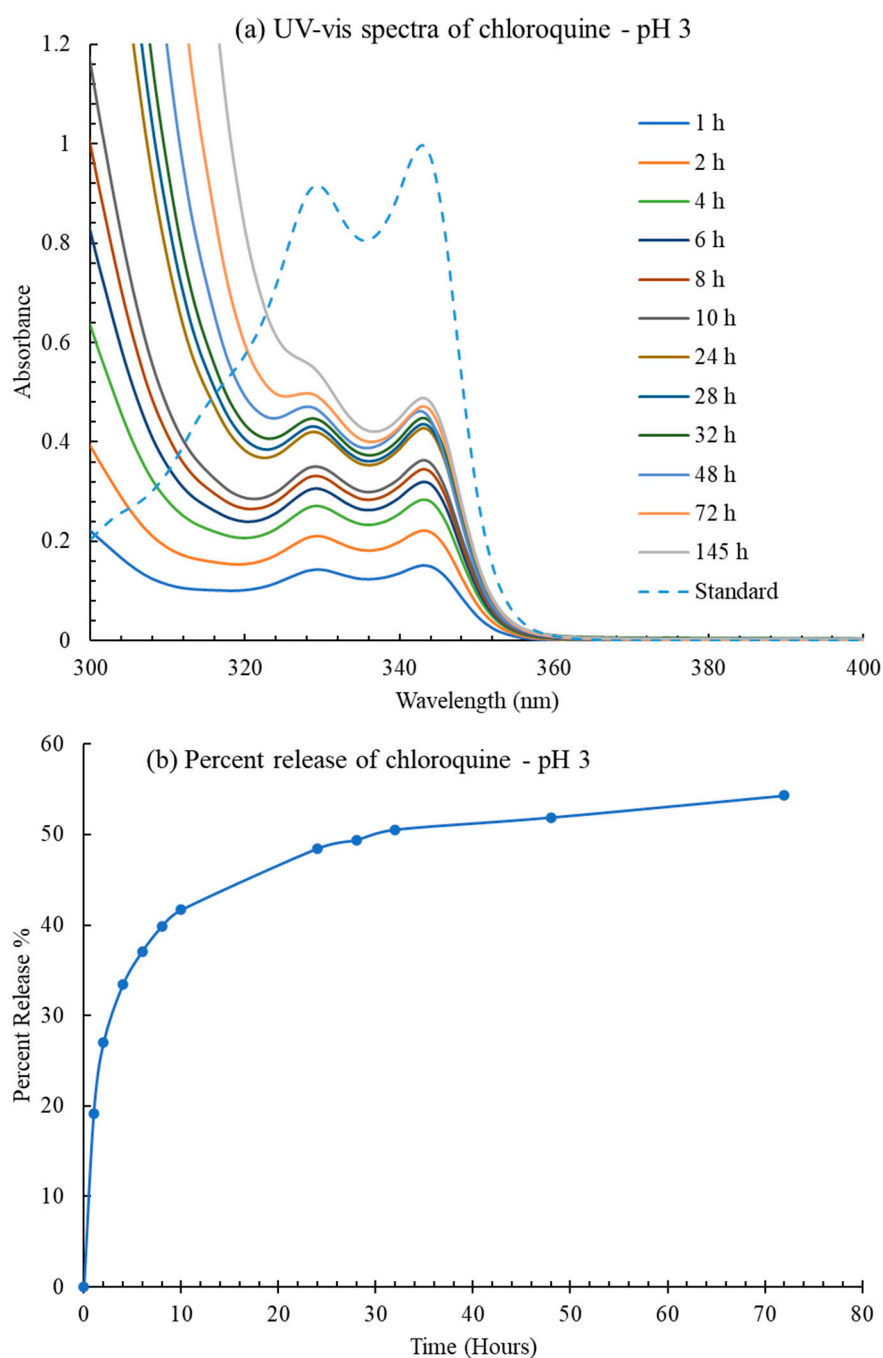 (a) UV-vis spectra of chloroquine - pH 3
1.2
1
0.8
0.6
0.4
0.2
0
Absorbance
300
320
340
360
380
400
Wavelength (nm)
1 h
2 h
4 h
6 h
8 h
10 h
24 h
28 h
32 h
48 h
72 h
145 h
Standard
(b) Percent release of chloroquine - pH 3
60
50
40
30
20
10
0
Percent Release %
0
10
20
30
40
50
60
70
80
Time (Hours)